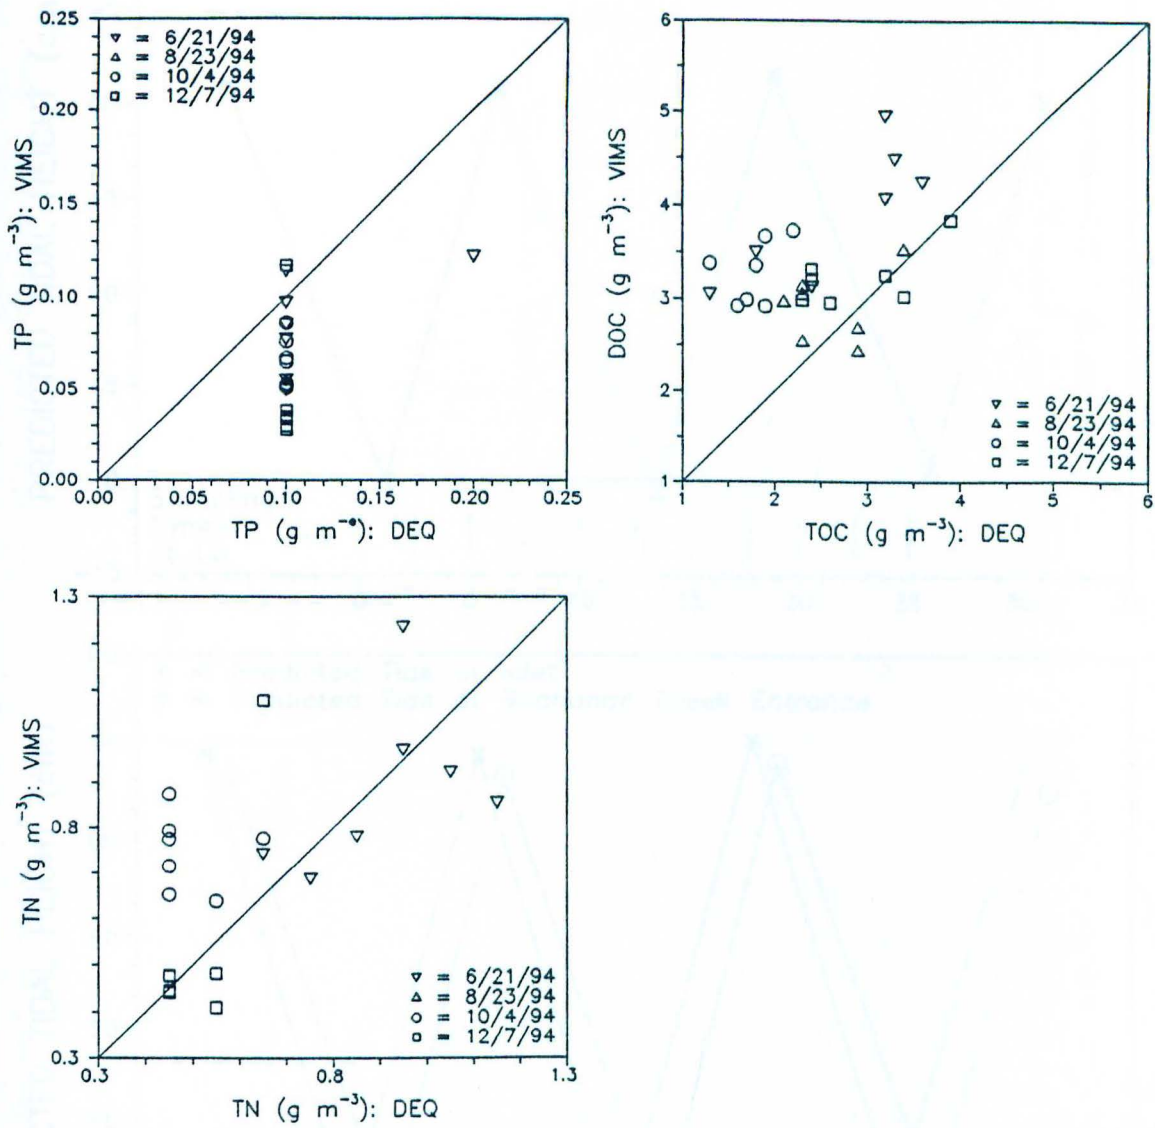 ▽ = 6/21/94
△ = 8/23/94
○ = 10/4/94
□ = 12/7/94
0.25
0.20
0.15
0.10
0.05
0.00
TP (g m⁻³): VIMS
0.00 0.05 0.10 0.15 0.20 0.25
TP (g m⁻³): DEQ
6
5
4
3
2
1
DOC (g m⁻³): VIMS
▽ = 6/21/94
△ = 8/23/94
○ = 10/4/94
□ = 12/7/94
1 2 3 4 5 6
TOC (g m⁻³): DEQ
1.3
0.8
0.3
TN (g m⁻³): VIMS
▽ = 6/21/94
△ = 8/23/94
○ = 10/4/94
□ = 12/7/94
0.3 0.8 1.3
TN (g m⁻³): DEQ